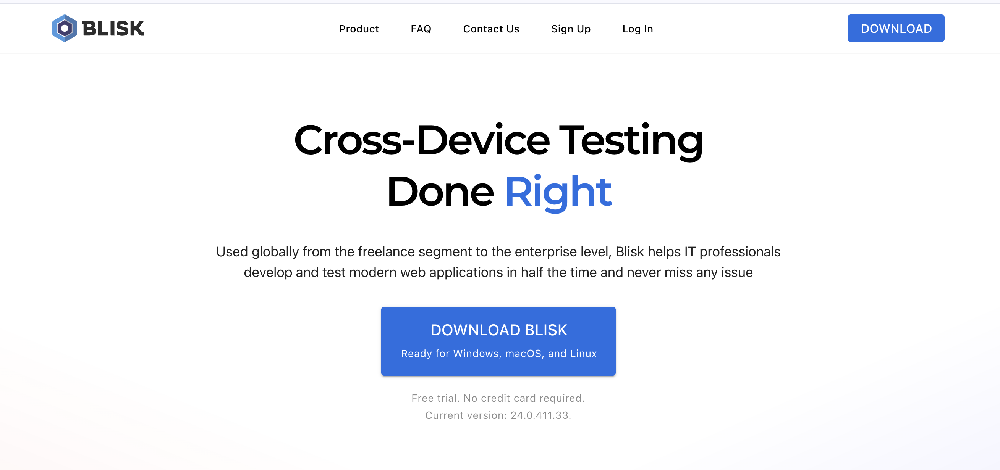 BLISK
Product FAQ Contact Us Sign Up Log In
DOWNLOAD
Cross-Device Testing
Done Right
Used globally from the freelance segment to the enterprise level, Blisk helps IT professionals
develop and test modern web applications in half the time and never miss any issue
DOWNLOAD BLISK
Ready for Windows, macOS, and Linux
Free trial. No credit card required.
Current version: 24.0.411.33.